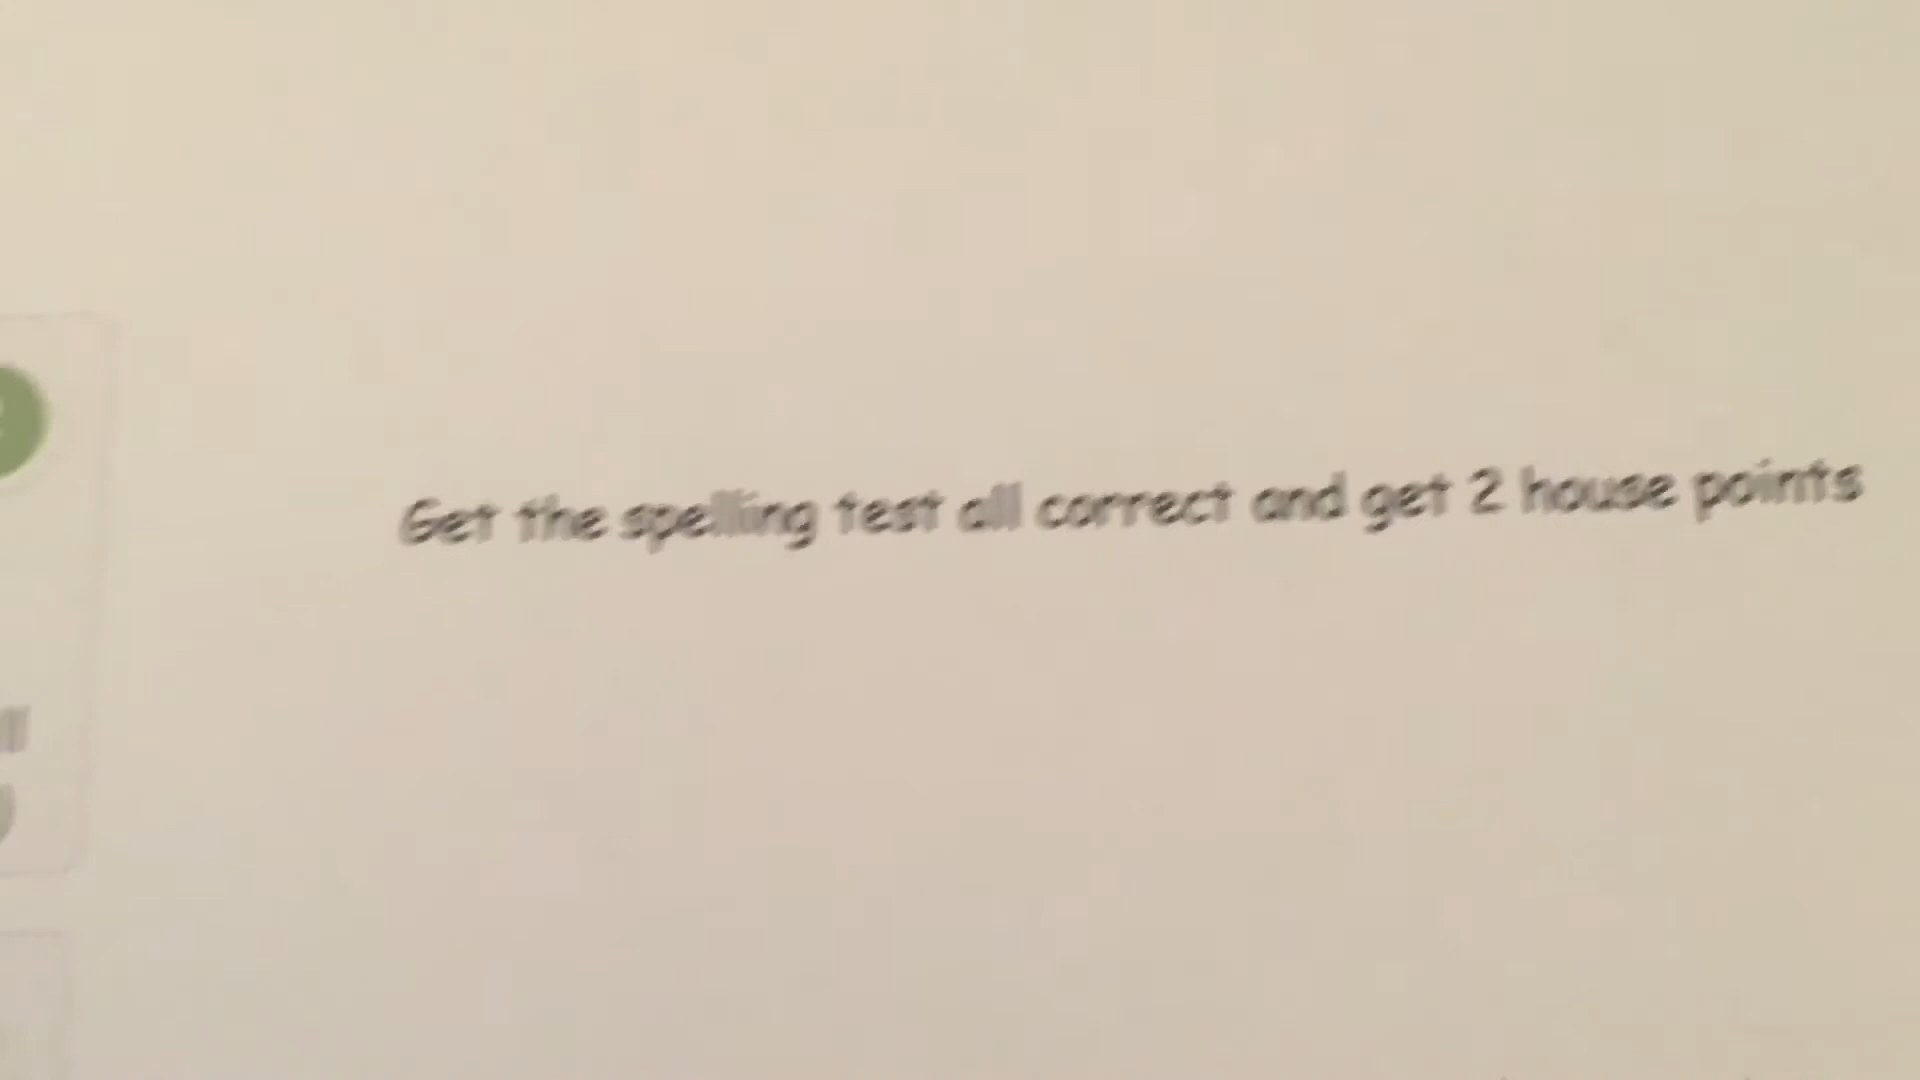 Get the spelling test all correct and get 2 house points